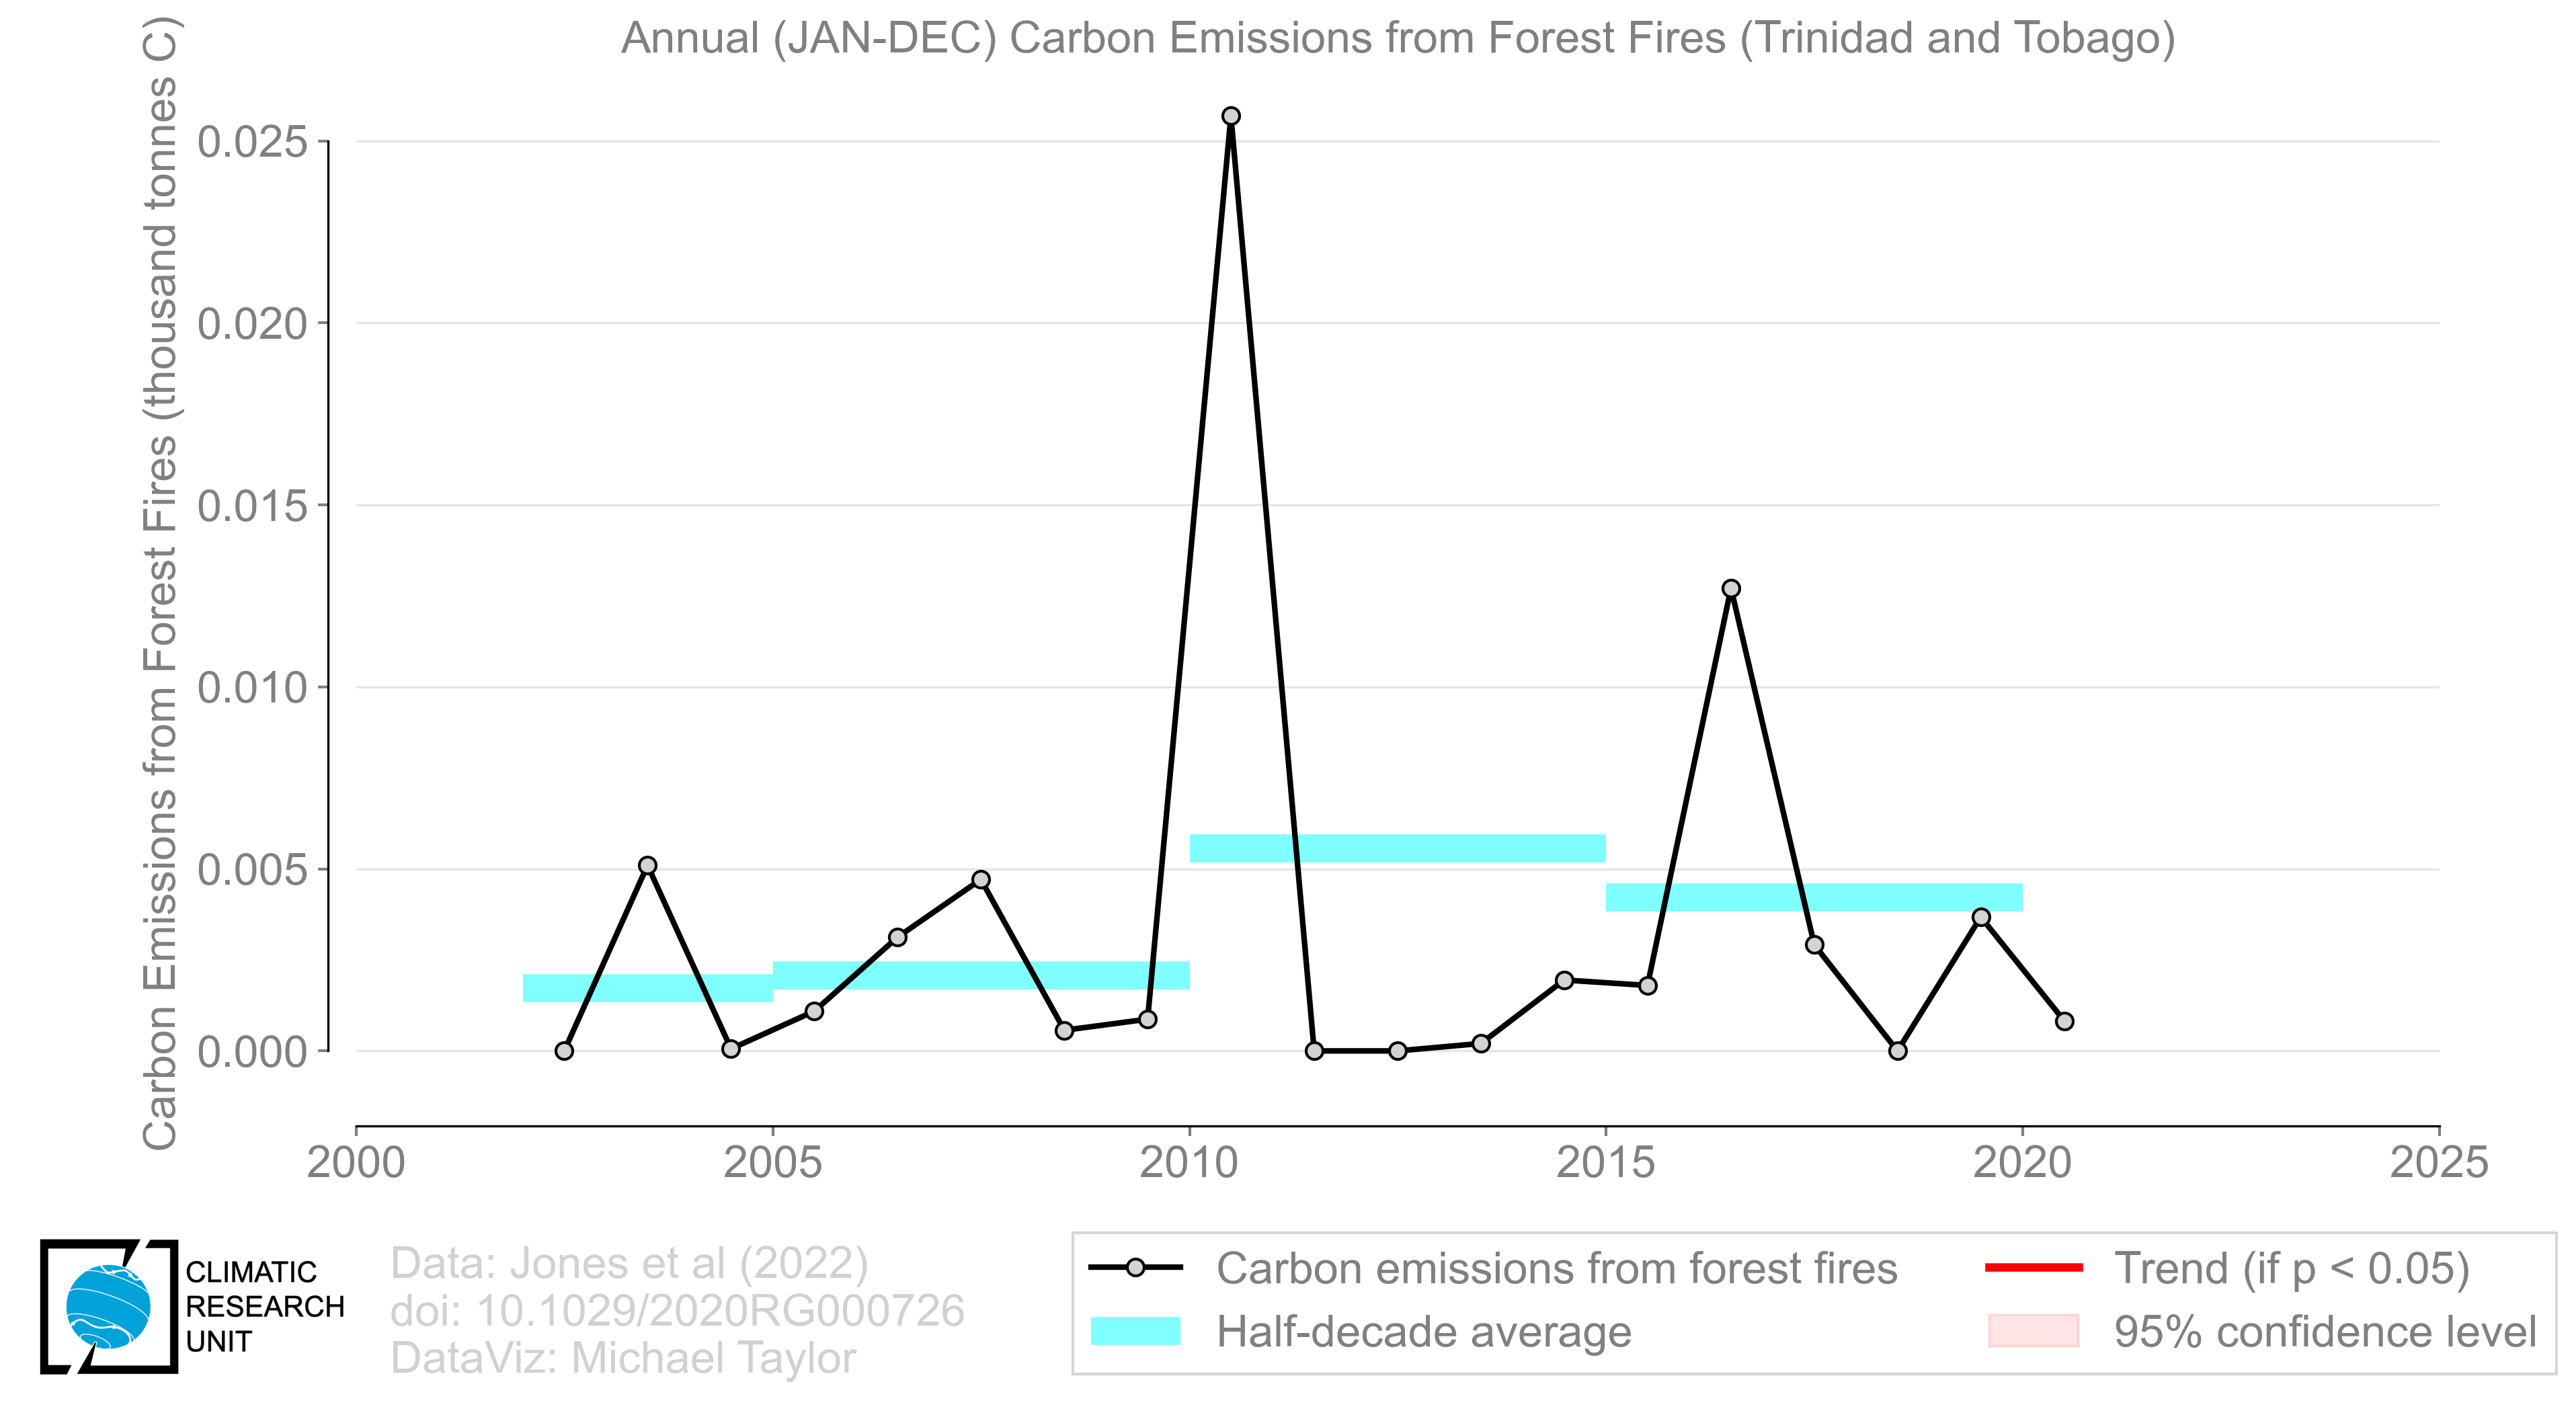 Annual (JAN-DEC) Carbon Emissions from Forest Fires (Trinidad and Tobago)
Carbon Emissions from Forest Fires (thousand tonnes C)
0.025
0.020
0.015
0.010
0.005
0.000
2000 2005 2010 2015 2020 2025
CLIMATIC
RESEARCH
UNIT
Data: Jones et al (2022)
doi: 10.1029/2020RG000726
DataViz: Michael Taylor
Carbon emissions from forest fires
Half-decade average
Trend (if p < 0.05)
95% confidence level